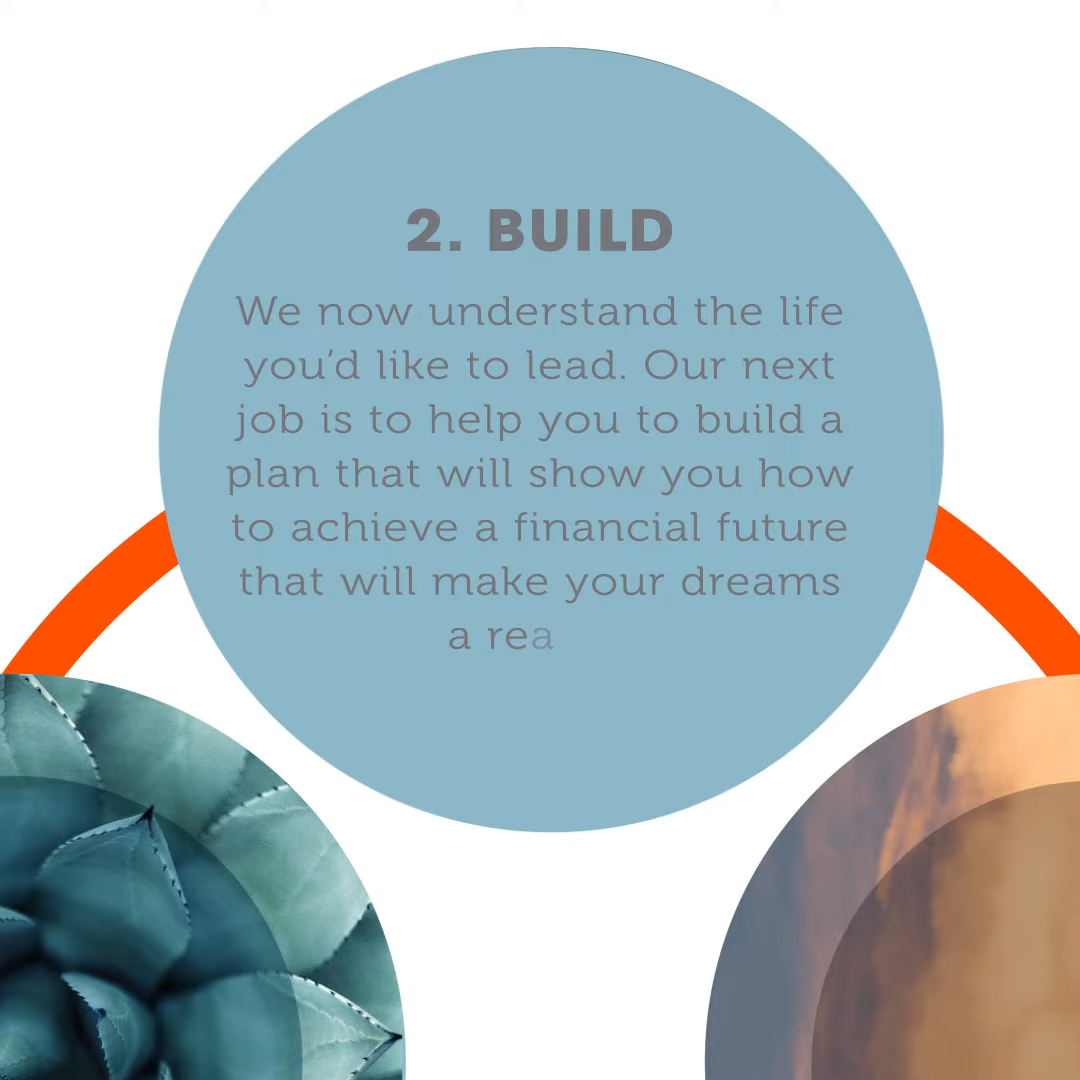 2. BUILD
We now understand the life
you’d like to lead. Our next
job is to help you to build a
plan that will show you how
to achieve a financial future
that will make your dreams
a rea